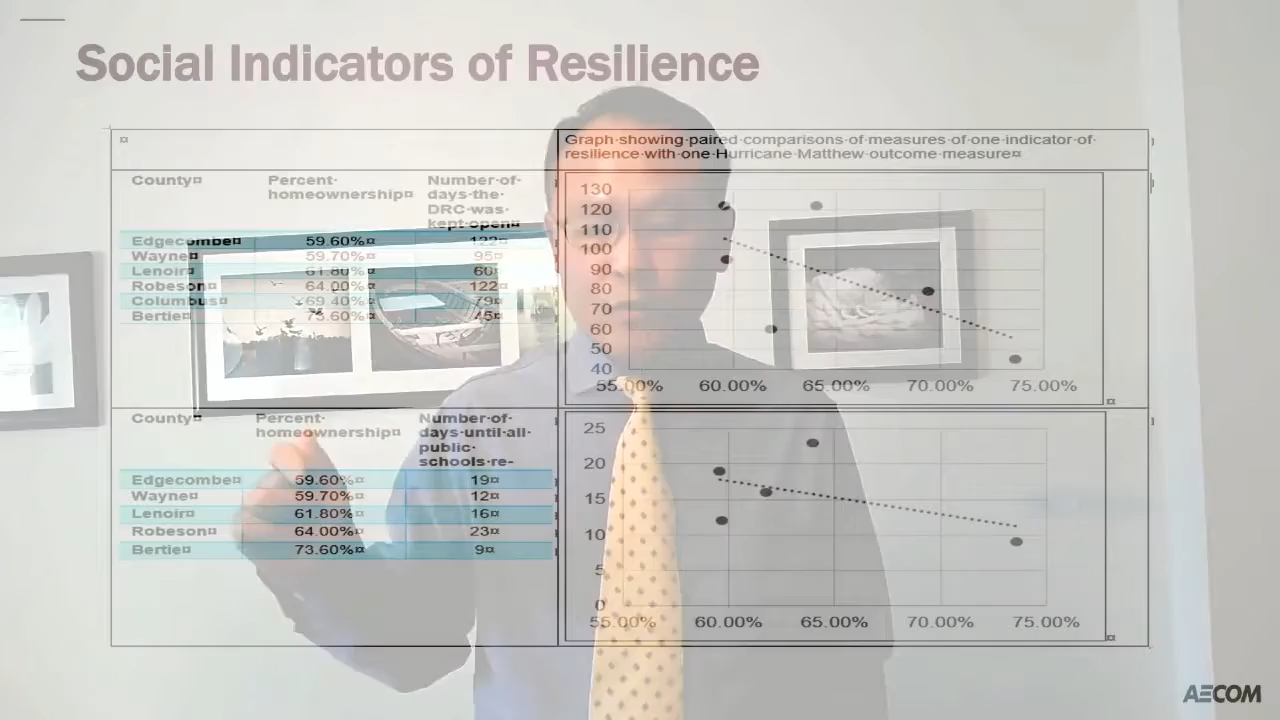 Social Indicators of Resilience
¤
Graph·showing·paired·comparisons·of·measures·of·one·indicator·of·
resilience·with·one·Hurricane·Matthew·outcome·measure¤
County¤ Percent· homeownership¤ Number·of· days·the· DRC·was· kept·open¤
Edgecombe¤ 59.60%¤ 122¤
Wayne¤ 59.70%¤ 95¤
Lenoir¤ 61.80%¤ 60¤
Robeson¤ 64.00%¤ 122¤
Columbus¤ 69.40%¤ 79¤
Bertie¤ 73.60%¤ 45¤
130
120
110
100
90
80
70
60
50
40
55.00% 60.00% 65.00% 70.00% 75.00%
¤
County¤ Percent· homeownership¤ Number·of· days·until·all· public· schools·re-
Edgecombe¤ 59.60%¤ 19¤
Wayne¤ 59.70%¤ 12¤
Lenoir¤ 61.80%¤ 16¤
Robeson¤ 64.00%¤ 23¤
Bertie¤ 73.60%¤ 9¤
25
20
15
10
5
0
55.00% 60.00% 65.00% 70.00% 75.00%
¤
AECOM